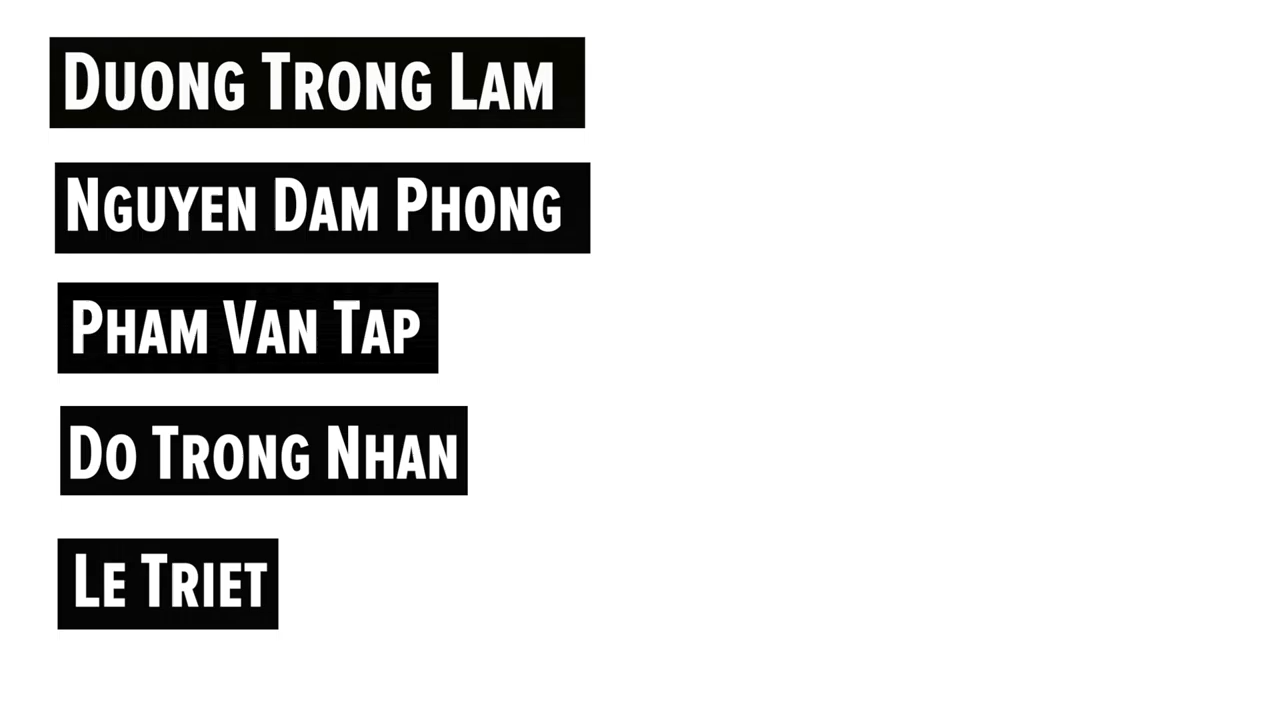 Duong Trong Lam
Nguyen Dam Phong
Pham Van Tap
Do Trong Nhan
Le Triet